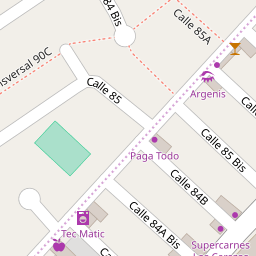 84 Bis
Calle 85A
nsversal 90C
Calle 85
Argenis
Paga Todo
Calle 85 Bis
Calle 84B
Calle 84A Bis
Tec Matic
Supercarnes